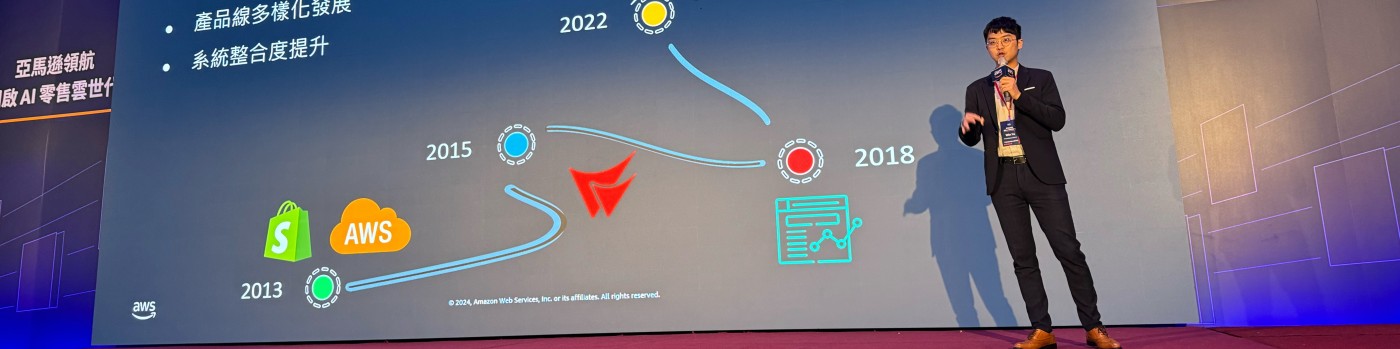 產品線多樣化發展
系統整合度提升
亞馬遜領航
啟 AI 零售雲世代
2022
2015
2018
AWS
2013
© 2024, Amazon Web Services, Inc. or its affiliates. All rights reserved.
aws